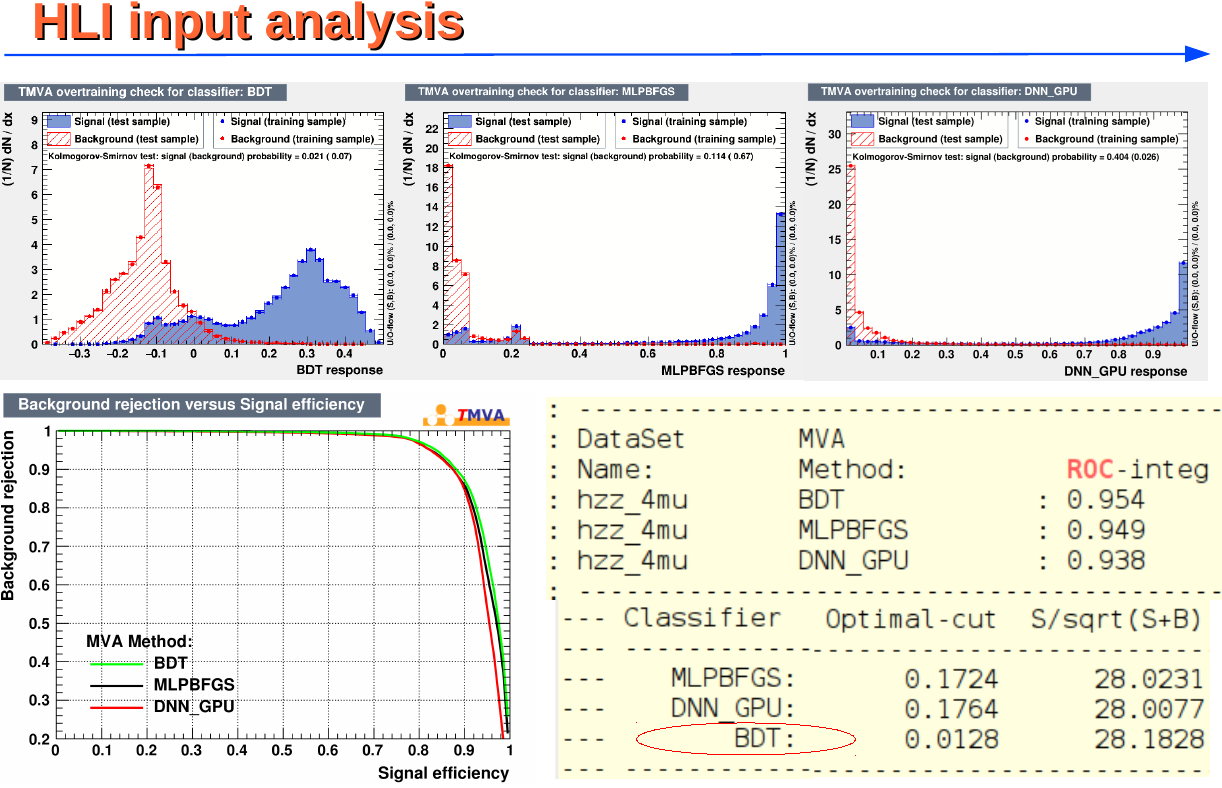 HLI input analysis
TMVA overtraining check for classifier: BDT
Signal (test sample)
Background (test sample)
Signal (training sample)
Background (training sample)
Kolmogorov-Smirnov test: signal (background) probability = 0.021 ( 0.07)
(1/N) dN / dx
9
8
7
6
5
4
3
2
1
0
−0.3 −0.2 −0.1 0 0.1 0.2 0.3 0.4
BDT response
U/O-flow (S,B): (0.0, 0.0)% / (0.0, 0.0)%
TMVA overtraining check for classifier: MLPBFGS
Signal (test sample)
Background (test sample)
Signal (training sample)
Background (training sample)
Kolmogorov-Smirnov test: signal (background) probability = 0.114 ( 0.67)
(1/N) dN / dx
22
20
18
16
14
12
10
8
6
4
2
0
0 0.2 0.4 0.6 0.8 1
MLPBFGS response
U/O-flow (S,B): (0.0, 0.0)% / (0.0, 0.0)%
TMVA overtraining check for classifier: DNN_GPU
Signal (test sample)
Background (test sample)
Signal (training sample)
Background (training sample)
Kolmogorov-Smirnov test: signal (background) probability = 0.404 (0.026)
(1/N) dN / dx
30
25
20
15
10
5
0
0.1 0.2 0.3 0.4 0.5 0.6 0.7 0.8 0.9
DNN_GPU response
U/O-flow (S,B): (0.0, 0.0)% / (0.0, 0.0)%
Background rejection versus Signal efficiency
TMVA
Background rejection
1
0.9
0.8
0.7
0.6
0.5
0.4
0.3
0.2
MVA Method:
BDT
MLPBFGS
DNN_GPU
0 0.1 0.2 0.3 0.4 0.5 0.6 0.7 0.8 0.9 1
Signal efficiency
: DataSet MVA
: Name: Method: ROC-integ
: hzz_4mu BDT : 0.954
: hzz_4mu MLPBFGS : 0.949
: hzz_4mu DNN_GPU : 0.938
--- Classifier Optimal-cut S/sqrt(S+B)
--- MLPBFGS: 0.1724 28.0231
--- DNN_GPU: 0.1764 28.0077
--- BDT: 0.0128 28.1828